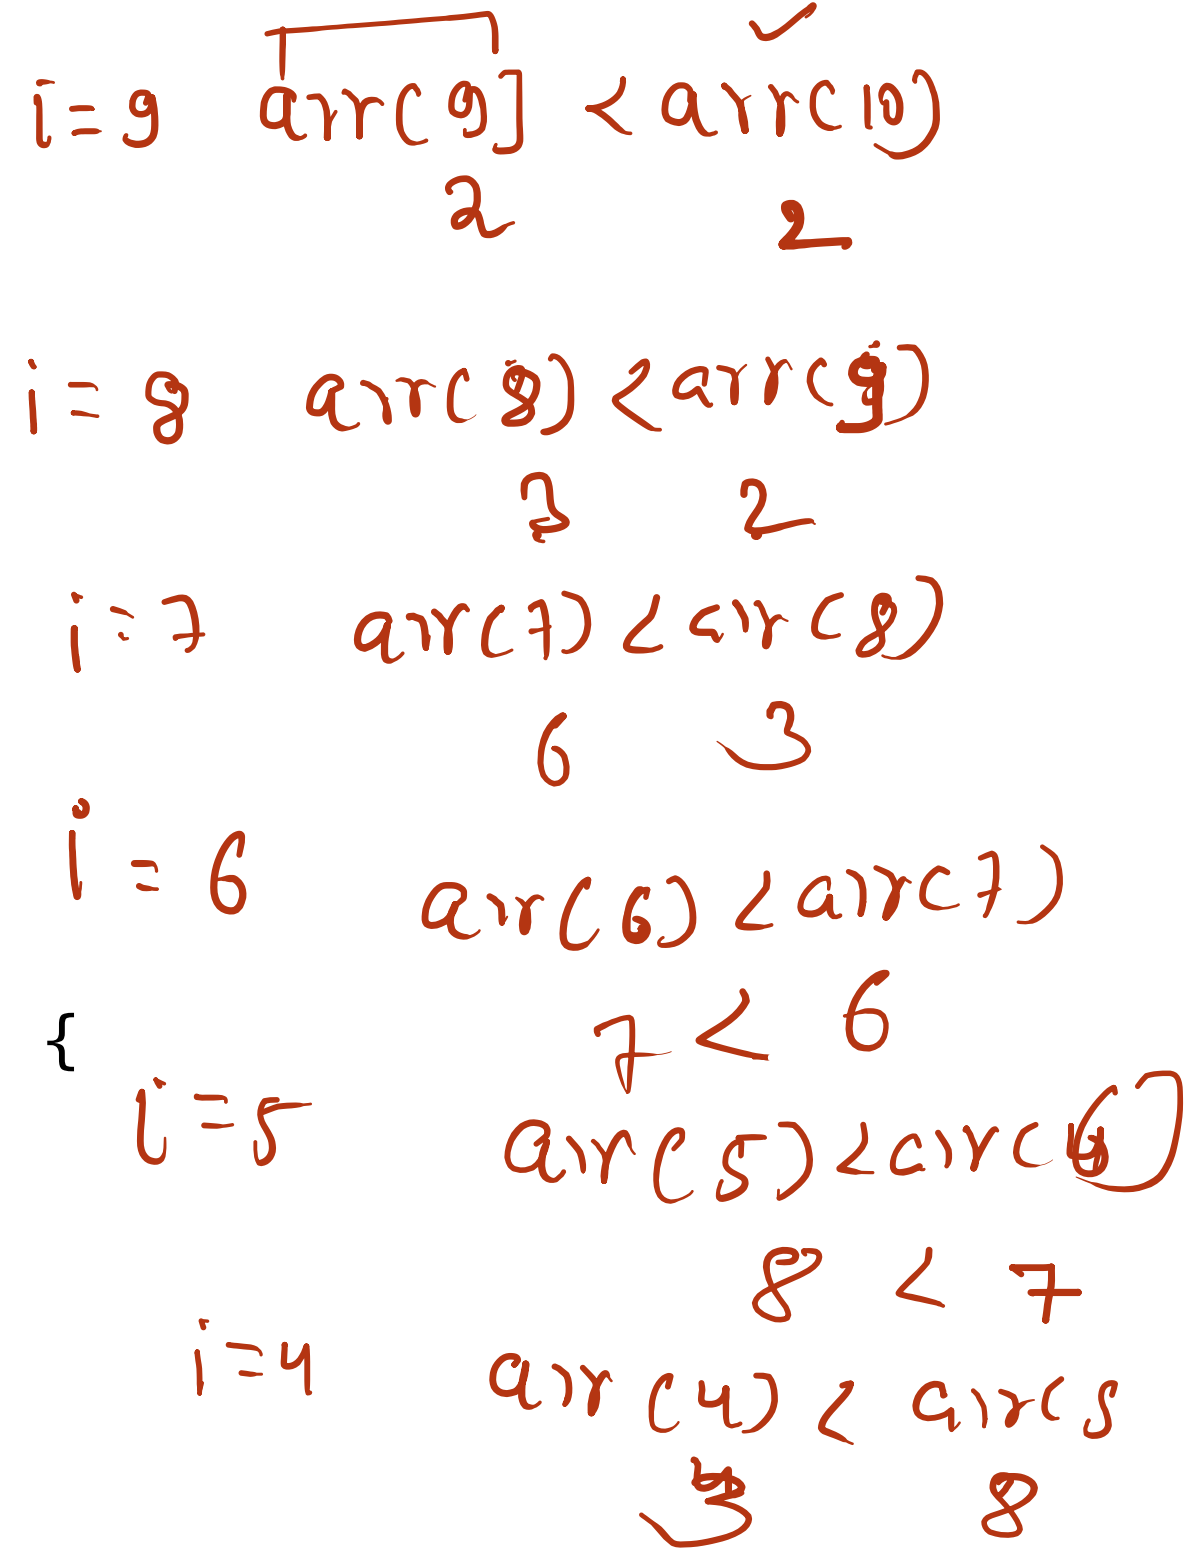 i=9 arr(9] < arr(10)
2 2
i = 8 arr(8) < arr(9)
3 2
i=7 arr(7) < arr(8)
6 3
i = 6 arr(6) < arr(7)
7 < 6
{
i=5 arr(5) < arr(6)
8 < 7
i=4 arr(4) < arr(5
3 8